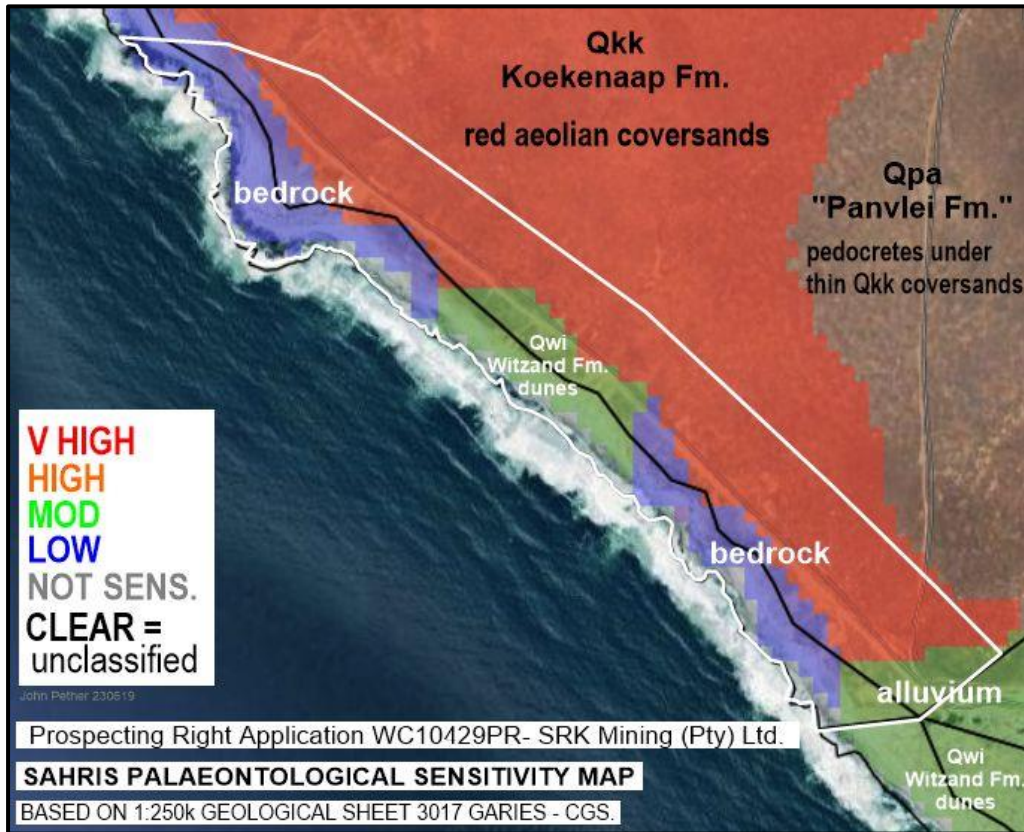 Qkk
Koekenaap Fm.
red aeolian coversands
Qpa
"Panvlei Fm."
pedocretes under
thin Qkk coversands
bedrock
Qwi
Witzand Fm.
dunes
bedrock
alluvium
Qwi
Witzand Fm.
dunes
V HIGH
HIGH
MOD
LOW
NOT SENS.
CLEAR =
unclassified
John Pether 230519
Prospecting Right Application WC10429PR- SRK Mining (Pty) Ltd.
SAHRIS PALAEONTOLOGICAL SENSITIVITY MAP
BASED ON 1:250k GEOLOGICAL SHEET 3017 GARIES - CGS.